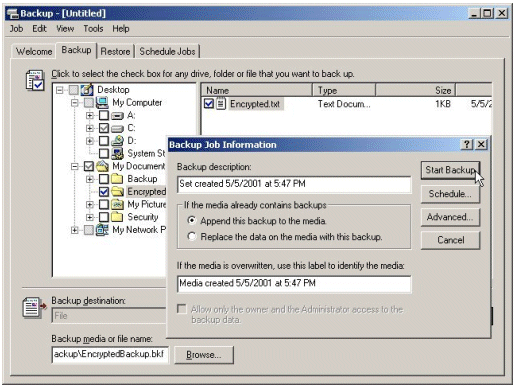 Backup - [Untitled]
Job Edit View Tools Help
Welcome Backup Restore Schedule Jobs
Click to select the check box for any drive, folder or file that you want to back up.
Desktop
My Computer
A:
C:
D:
System St
My Document
Backup
Encrypted
My Picture
Security
My Network P
Name Type Size
Encrypted.txt Text Docum... 1KB 5/5/2
Backup Job Information
Backup description:
Set created 5/5/2001 at 5:47 PM
If the media already contains backups
Append this backup to the media.
Replace the data on the media with this backup.
If the media is overwritten, use this label to identify the media:
Media created 5/5/2001 at 5:47 PM
Allow only the owner and the Administrator access to the
backup data.
Start Backup
Schedule...
Advanced...
Cancel
Backup destination:
File
Backup media or file name:
ackup\EncryptedBackup.bkf
Browse...